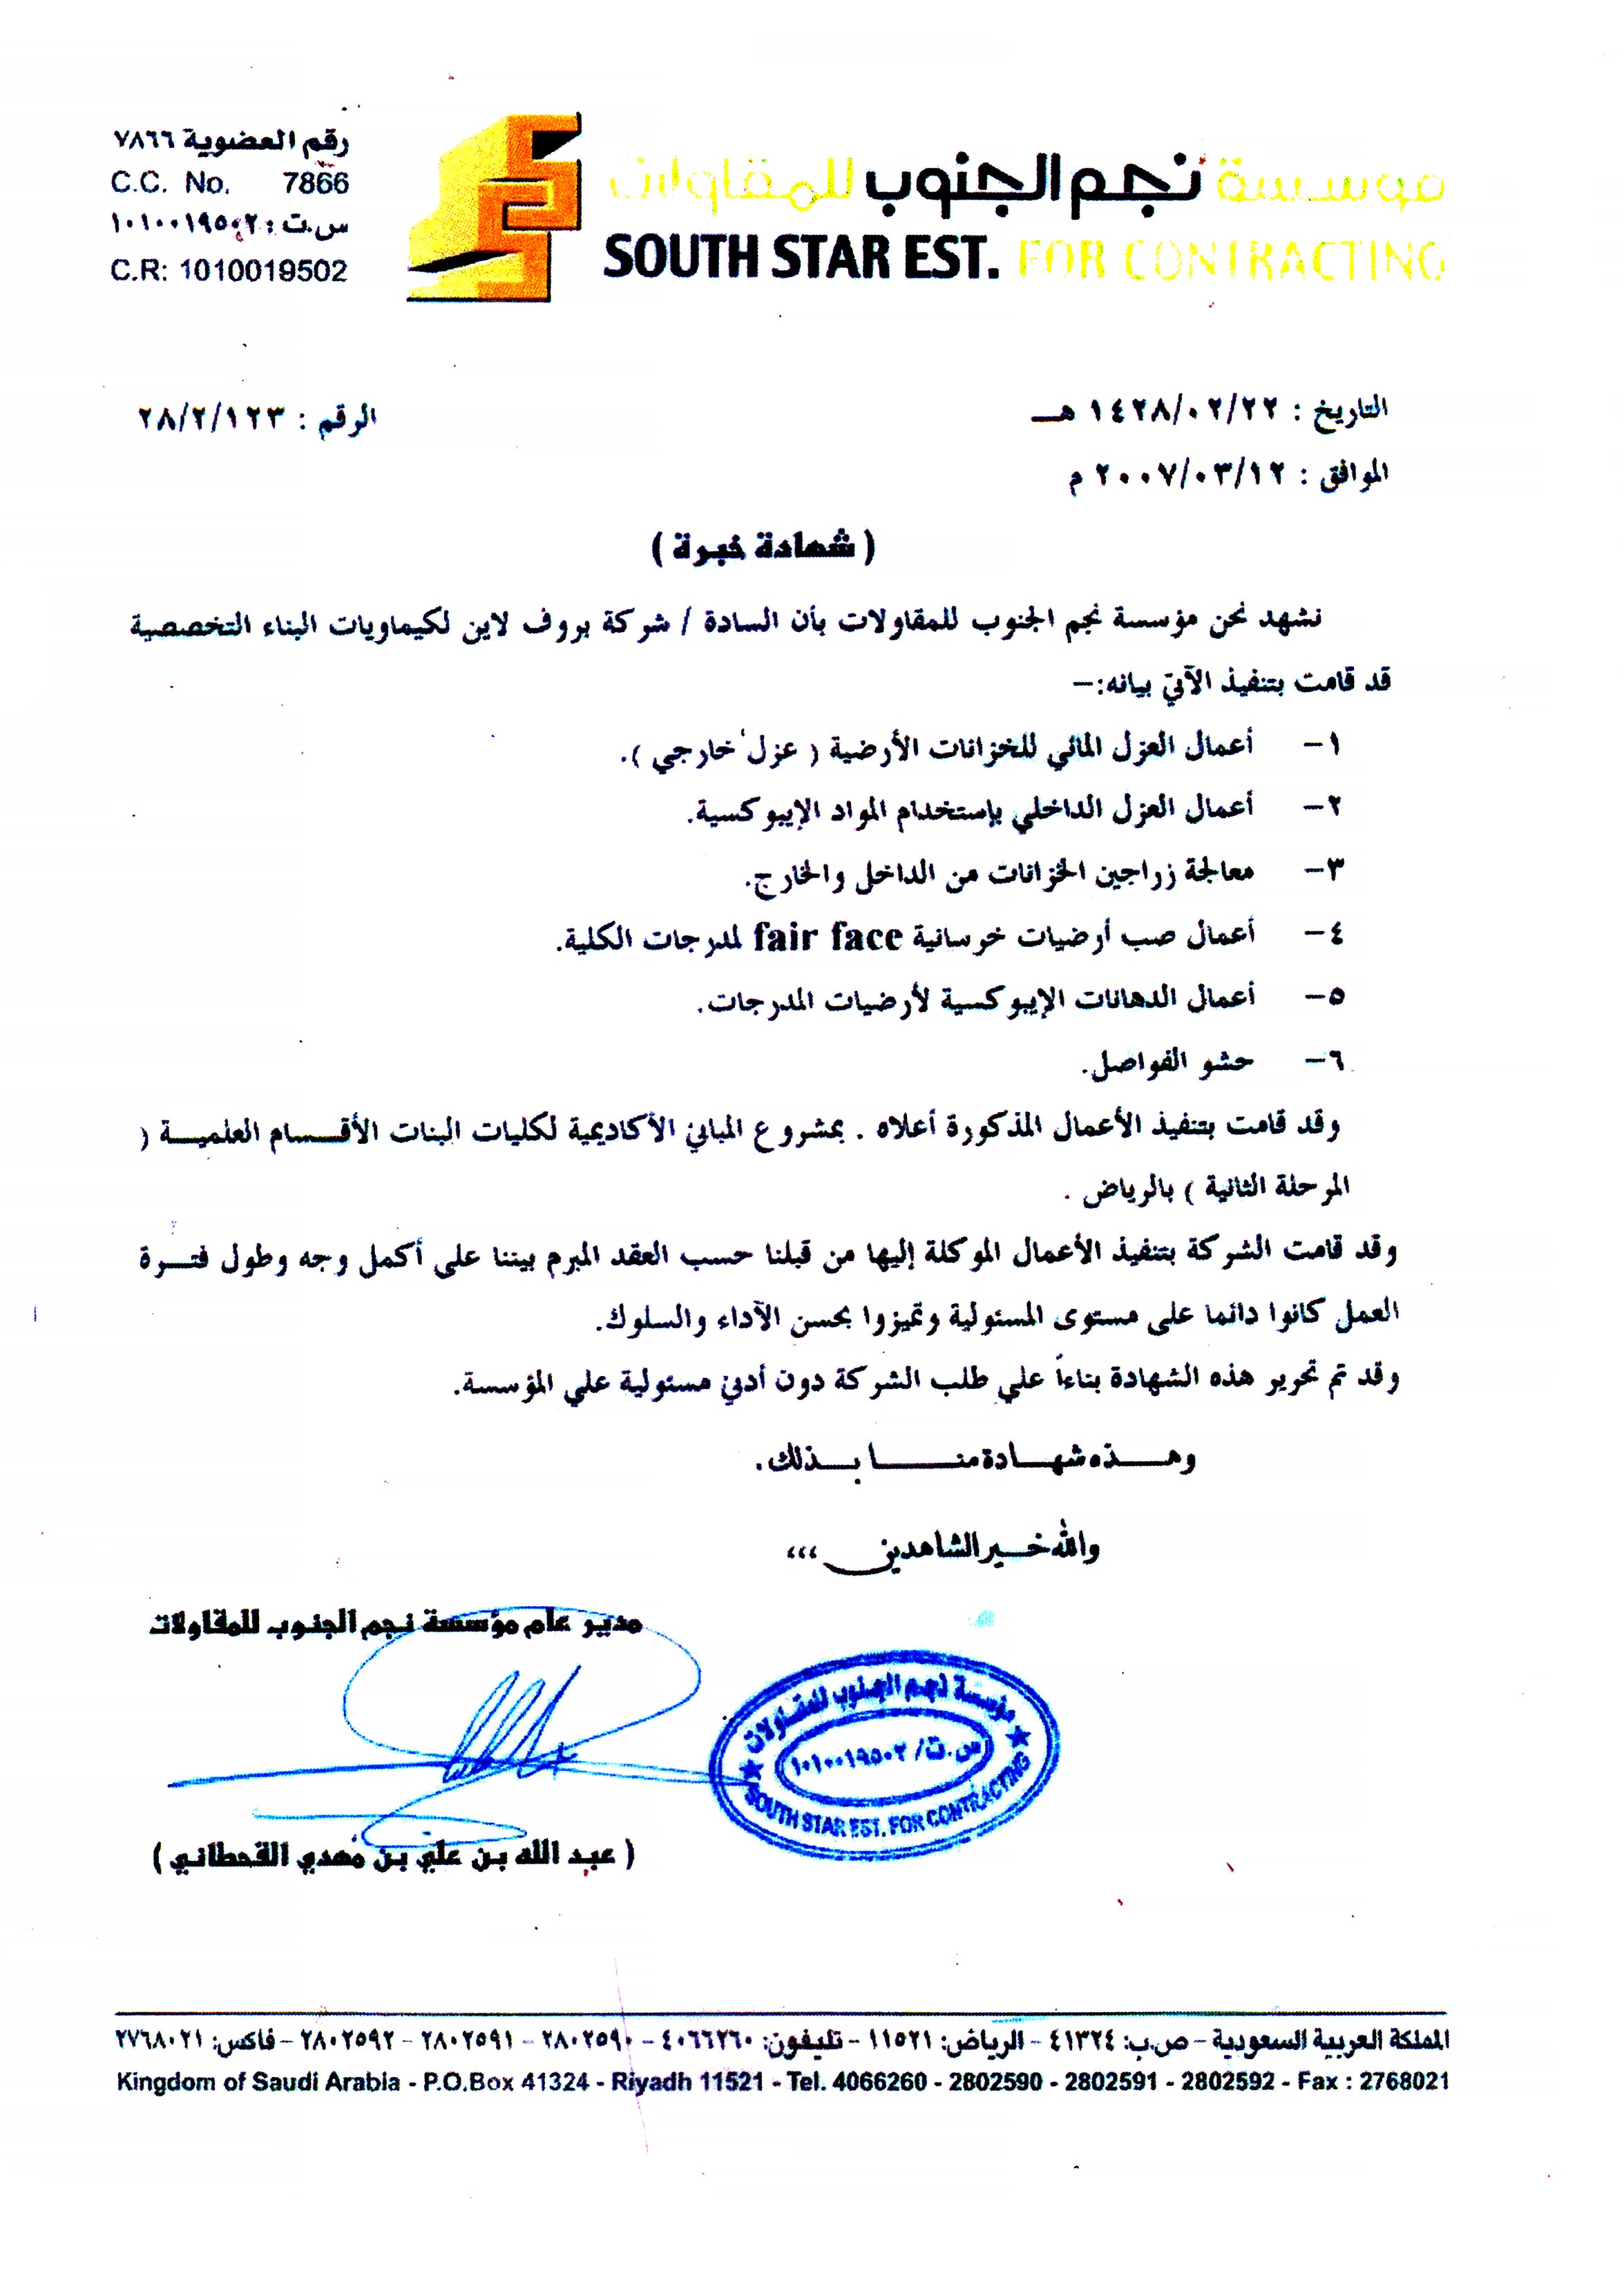 رقم العضوية ٧٨٦٦
C.C. No. 7866
س.ت : ١٠١٠٠١٩٥٠٢
C.R: 1010019502
مؤسسة نجم الجنوب للمقاولات
SOUTH STAR EST. FOR CONTRACTING
التاريخ : ١٤٢٨/٠٢/٢٢ هـ
الرقم : ٢٨/٢/١٢٣
الموافق : ٢٠٠٧/٠٣/١٢ م
( شهادة خبرة )
نشهد نحن مؤسسة نجم الجنوب للمقاولات بأن السادة / شركة بروف لاين لكيماويات البناء التخصصية
قد قامت بتنفيذ الآتي بيانه:–
١– أعمال العزل المائي للخزانات الأرضية ( عزل خارجي ).
٢– أعمال العزل الداخلي بإستخدام المواد الإيبوكسية.
٣– معالجة زراجين الخزانات من الداخل والخارج.
٤– أعمال صب أرضيات خرسانية fair face لمدرجات الكلية.
٥– أعمال الدهانات الإيبوكسية لأرضيات المدرجات.
٦– حشو الفواصل.
وقد قامت بتنفيذ الأعمال المذكورة أعلاه . بمشروع المباني الأكاديمية لكليات البنات الأقسام العلمية (
المرحلة الثانية ) بالرياض .
وقد قامت الشركة بتنفيذ الأعمال الموكلة إليها من قبلنا حسب العقد المبرم بيننا على أكمل وجه وطول فترة
العمل كانوا دائما على مستوى المسئولية وتميزوا بحسن الآداء والسلوك.
وقد تم تحرير هذه الشهادة بناءاً علي طلب الشركة دون أدني مسئولية علي المؤسسة.
وهذه شهادة منا بذلك.
والله خير الشاهدين ,,,
مدير عام مؤسسة نجم الجنوب للمقاولات
مؤسسة نجم الجنوب للمقاولات
س.ت/ ١٠١٠٠١٩٥٠٢
SOUTH STAR EST. FOR CONTRACTING
( عبد الله بن علي بن مهدي القحطاني )
المملكة العربية السعودية – ص.ب: ٤١٣٢٤ – الرياض: ١١٥٢١ – تليفون: ٤٠٦٦٢٦٠ – ٢٨٠٢٥٩٠ – ٢٨٠٢٥٩١ – ٢٨٠٢٥٩٢ – فاكس: ٢٧٦٨٠٢١
Kingdom of Saudi Arabia - P.O.Box 41324 - Riyadh 11521 - Tel. 4066260 - 2802590 - 2802591 - 2802592 - Fax : 2768021